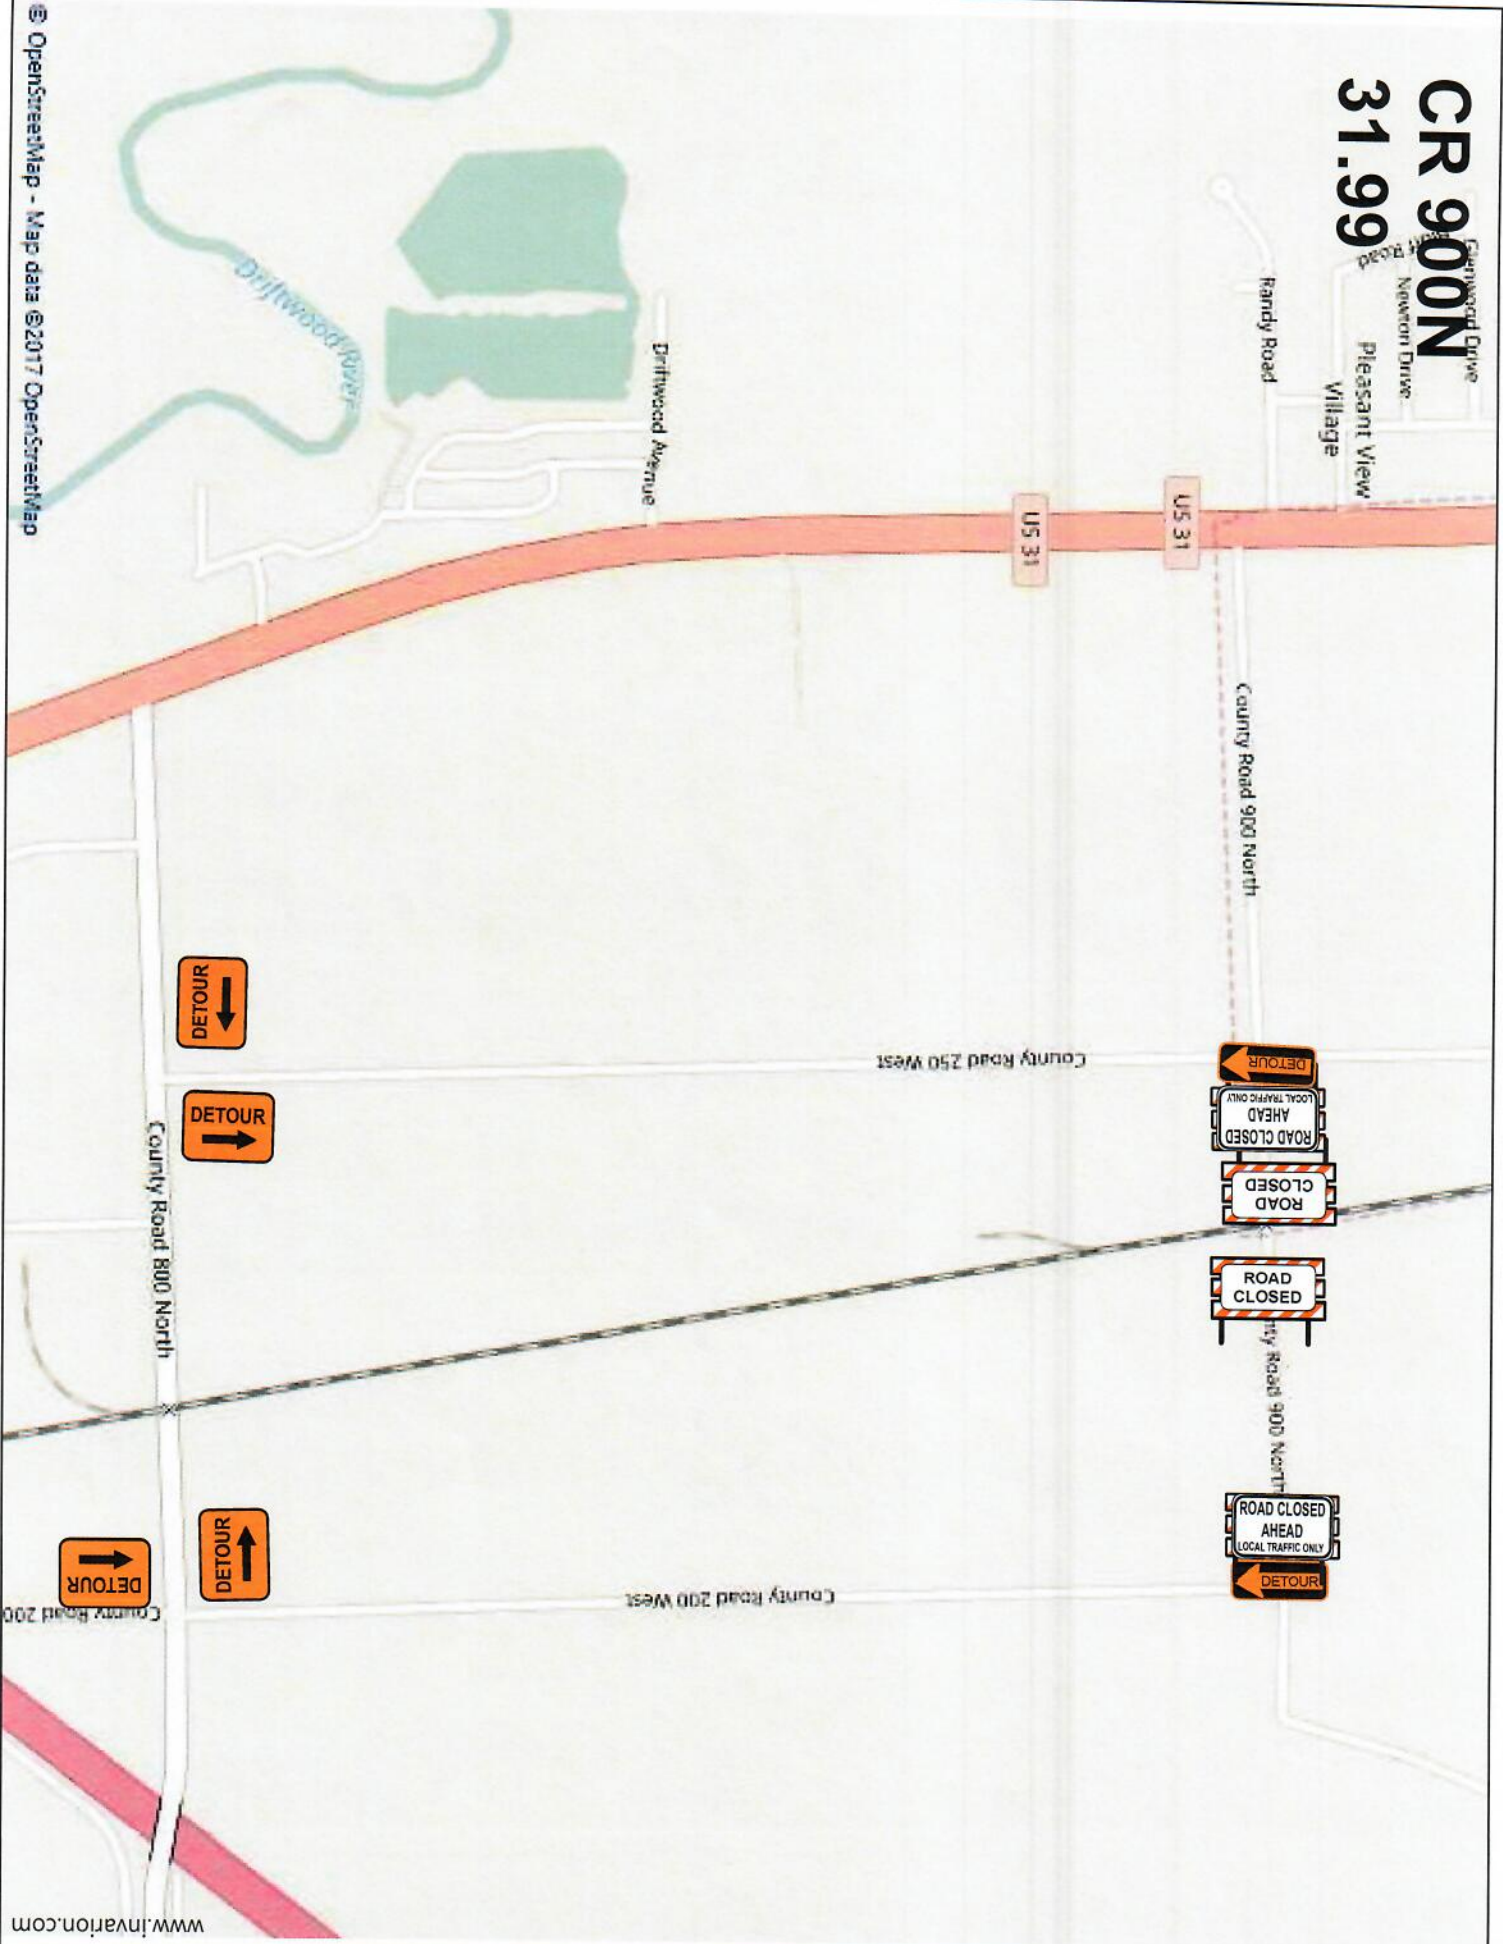 CR 900N
31.99
Glenwood Drive
Newton Drive
Road
Pleasant View
Village
Randy Road
US 31
US 31
Driftwood Avenue
Driftwood River
County Road 900 North
DETOUR
ROAD CLOSED
AHEAD
LOCAL TRAFFIC ONLY
ROAD
CLOSED
ROAD
CLOSED
nty Road 900 North
ROAD CLOSED
AHEAD
LOCAL TRAFFIC ONLY
DETOUR
County Road 250 West
County Road 200 West
DETOUR
DETOUR
County Road 800 North
DETOUR
DETOUR
County Road 200
© OpenStreetMap - Map data ©2017 OpenStreetMap
www.invarion.com